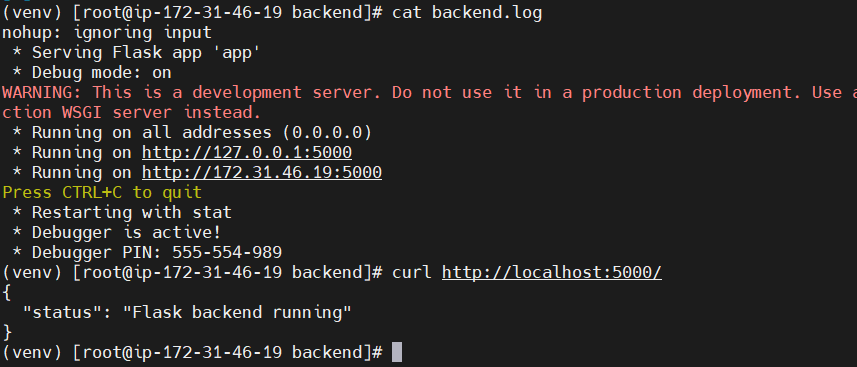 (venv) [root@ip-172-31-46-19 backend]# cat backend.log
nohup: ignoring input
 * Serving Flask app 'app'
 * Debug mode: on
WARNING: This is a development server. Do not use it in a production deployment. Use a
ction WSGI server instead.
 * Running on all addresses (0.0.0.0)
 * Running on http://127.0.0.1:5000
 * Running on http://172.31.46.19:5000
Press CTRL+C to quit
 * Restarting with stat
 * Debugger is active!
 * Debugger PIN: 555-554-989
(venv) [root@ip-172-31-46-19 backend]# curl http://localhost:5000/
{
  "status": "Flask backend running"
}
(venv) [root@ip-172-31-46-19 backend]#